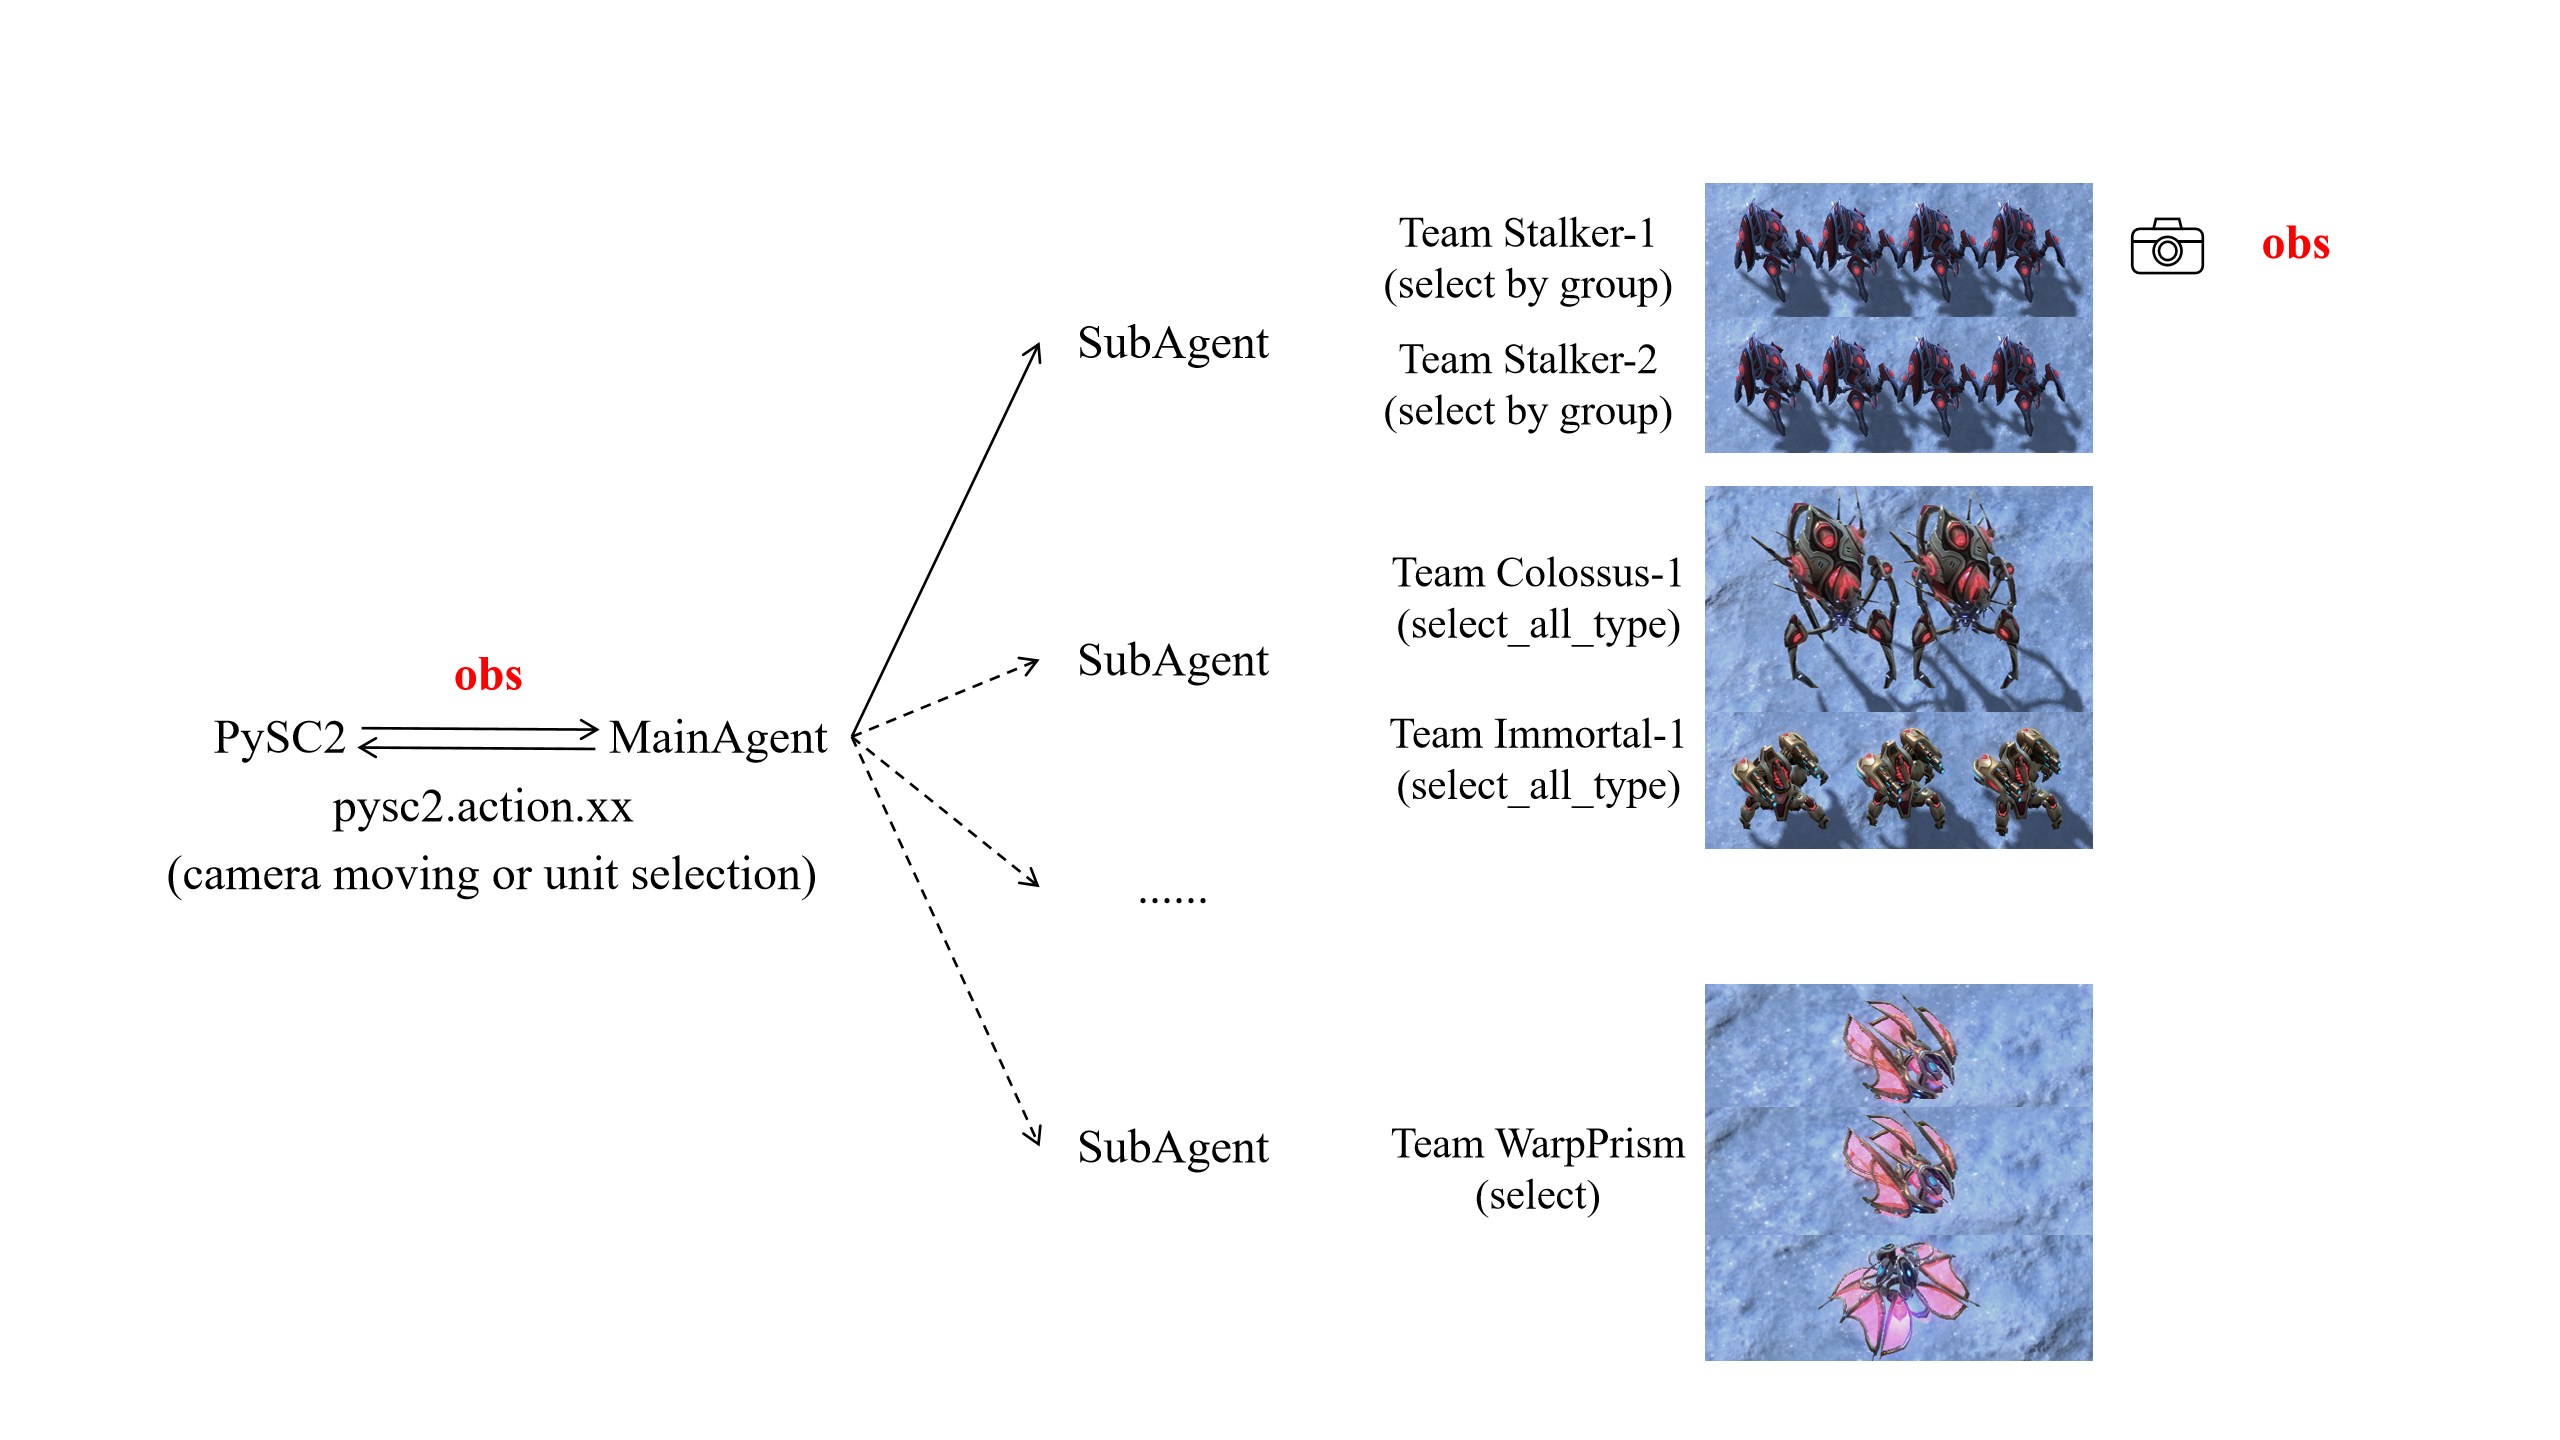 obs
PySC2
MainAgent
pysc2.action.xx
(camera moving or unit selection)
SubAgent
SubAgent
......
SubAgent
Team Stalker-1
(select by group)
Team Stalker-2
(select by group)
Team Colossus-1
(select_all_type)
Team Immortal-1
(select_all_type)
Team WarpPrism
(select)
obs